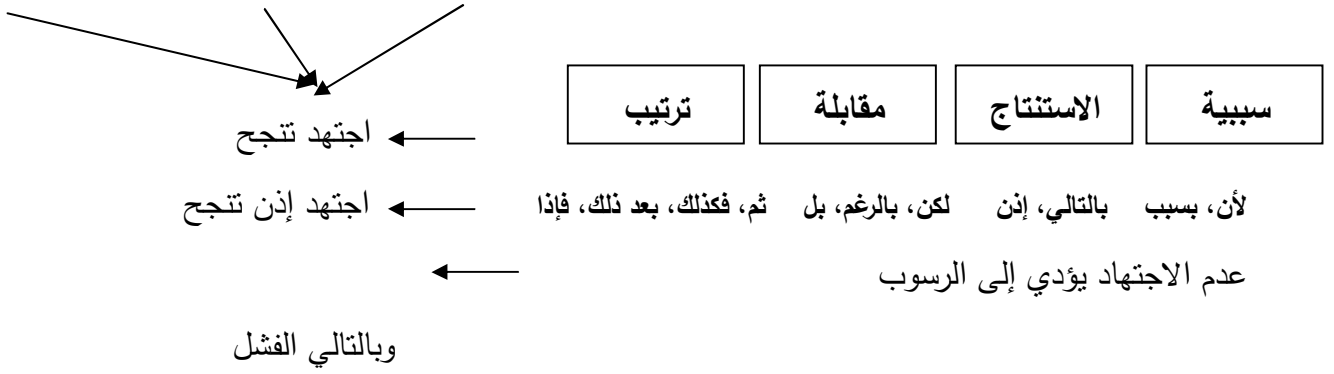 سببية الاستنتاج مقابلة ترتيب
اجتهد تنجح
لأن، بسبب بالتالي، إذن لكن، بالرغم، بل ثم، فكذلك، بعد ذلك، فإذا
اجتهد إذن تنجح
عدم الاجتهاد يؤدي إلى الرسوب
وبالتالي الفشل